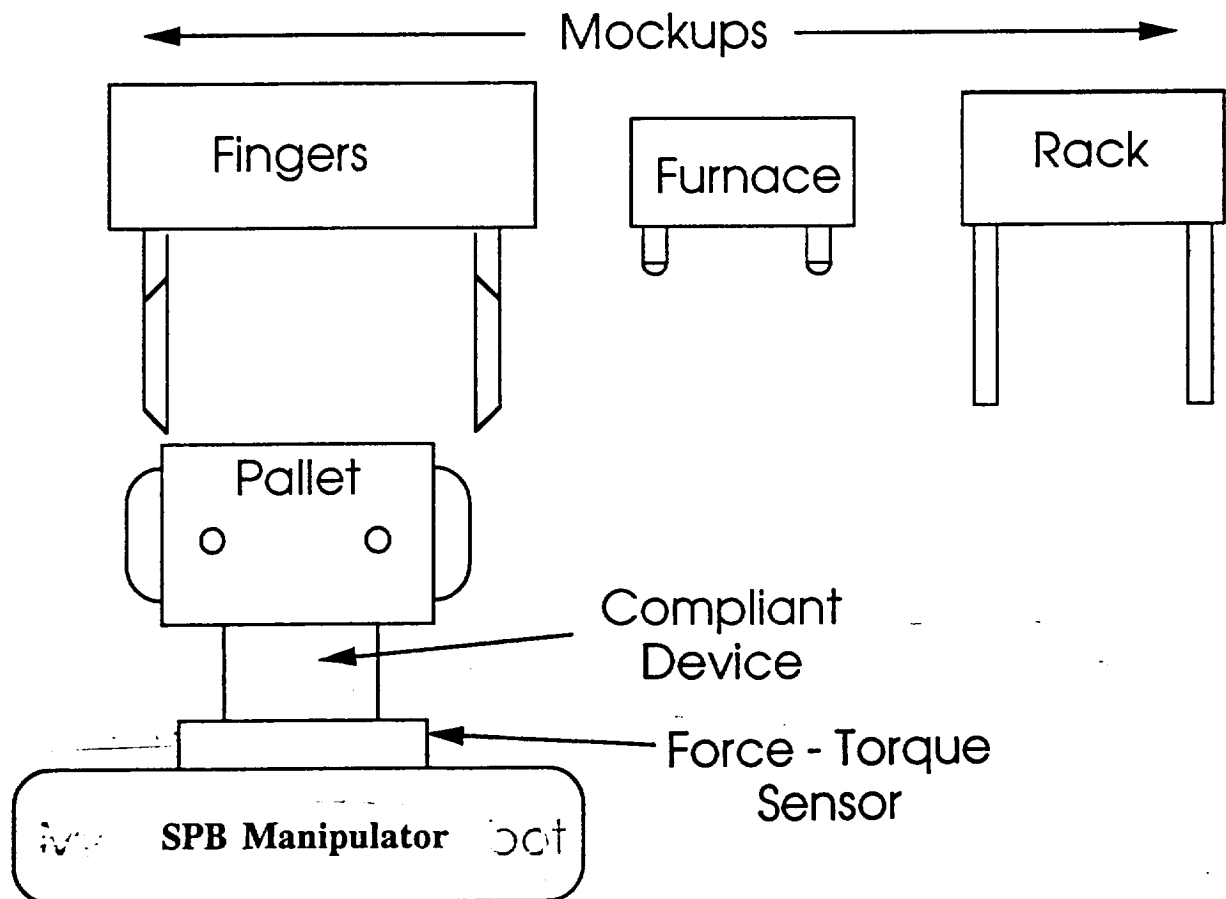 Mockups
Fingers
Furnace
Rack
Pallet
Compliant
Device
Force - Torque
Sensor
SPB Manipulator